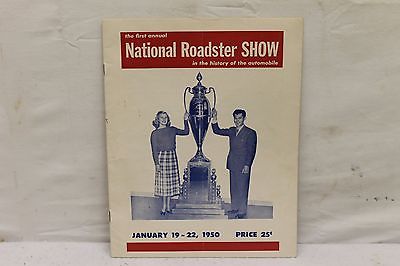 the first annual
National Roadster SHOW
in the history of the automobile
JANUARY 19 - 22, 1950 PRICE 25¢